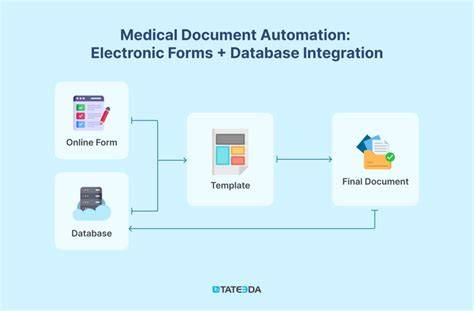 Medical Document Automation:
Electronic Forms + Database Integration
Online Form
Template
Final Document
Database
TATEEDA